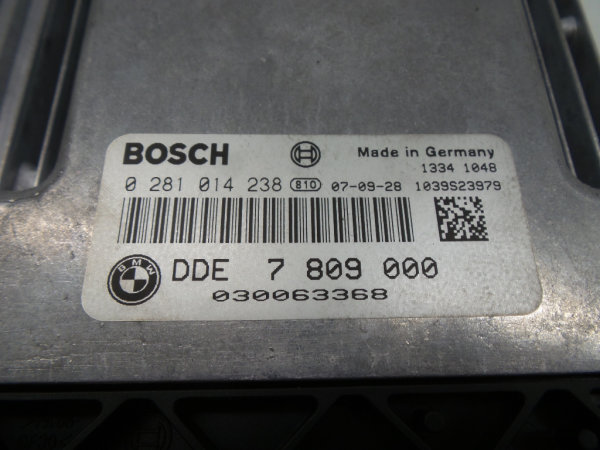 BOSCH Made in Germany
1334 1048
0 281 014 238 810 07-09-28 1039S23979
BMW DDE 7 809 000
030063368